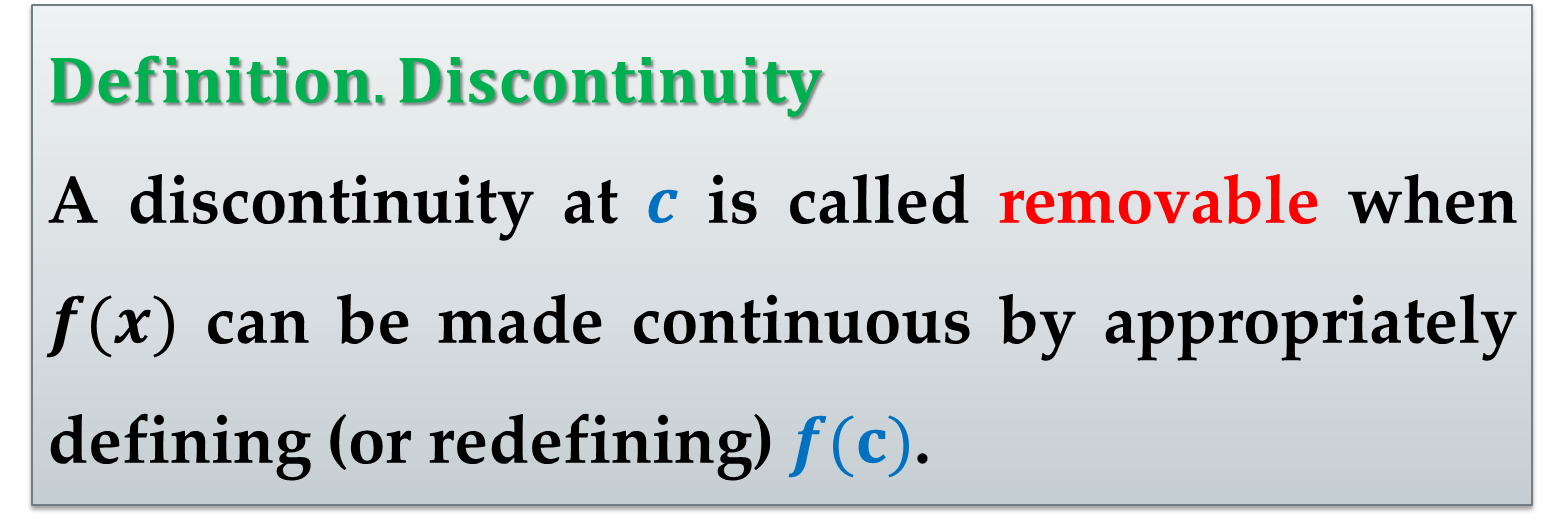 Definition. Discontinuity
A discontinuity at c is called removable when
f(x) can be made continuous by appropriately
defining (or redefining) f(c).